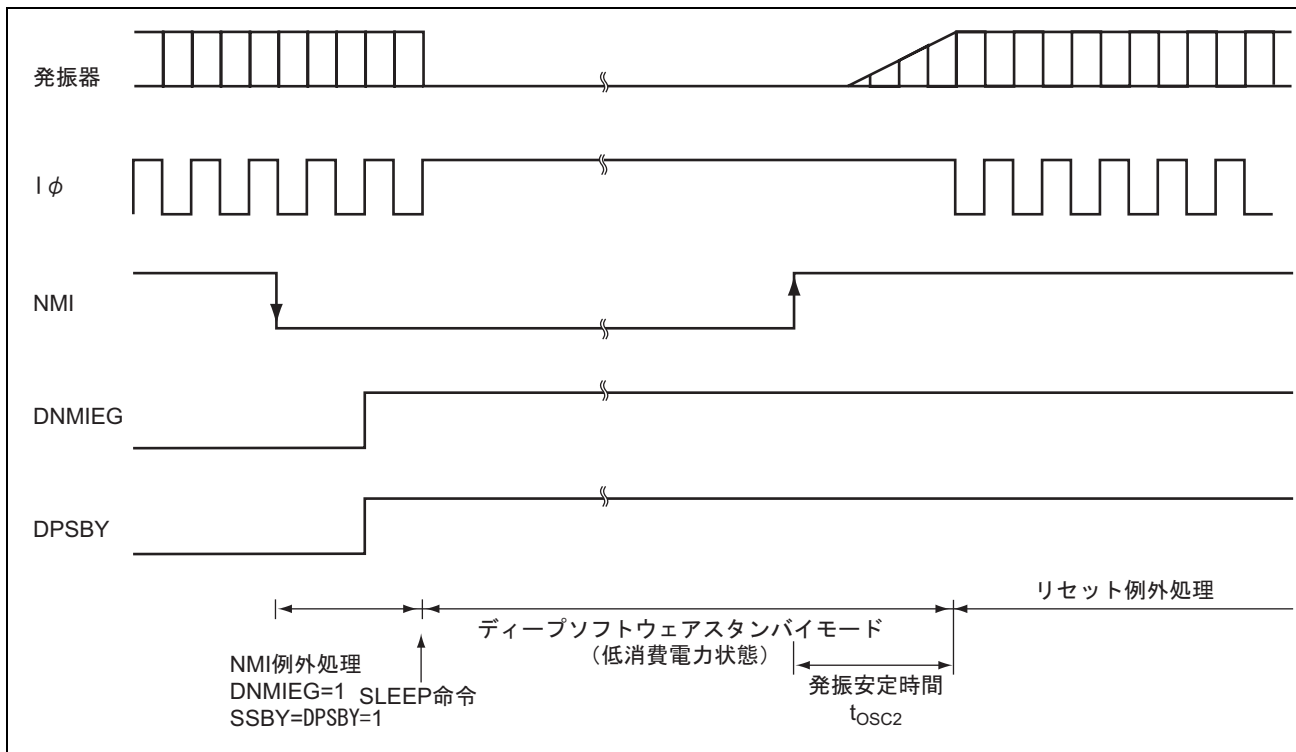 発振器
Iφ
NMI
DNMIEG
DPSBY
リセット例外処理
ディープソフトウェアスタンバイモード
(低消費電力状態)
NMI例外処理
DNMIEG=1
SSBY=DPSBY=1
SLEEP命令
発振安定時間
tOSC2